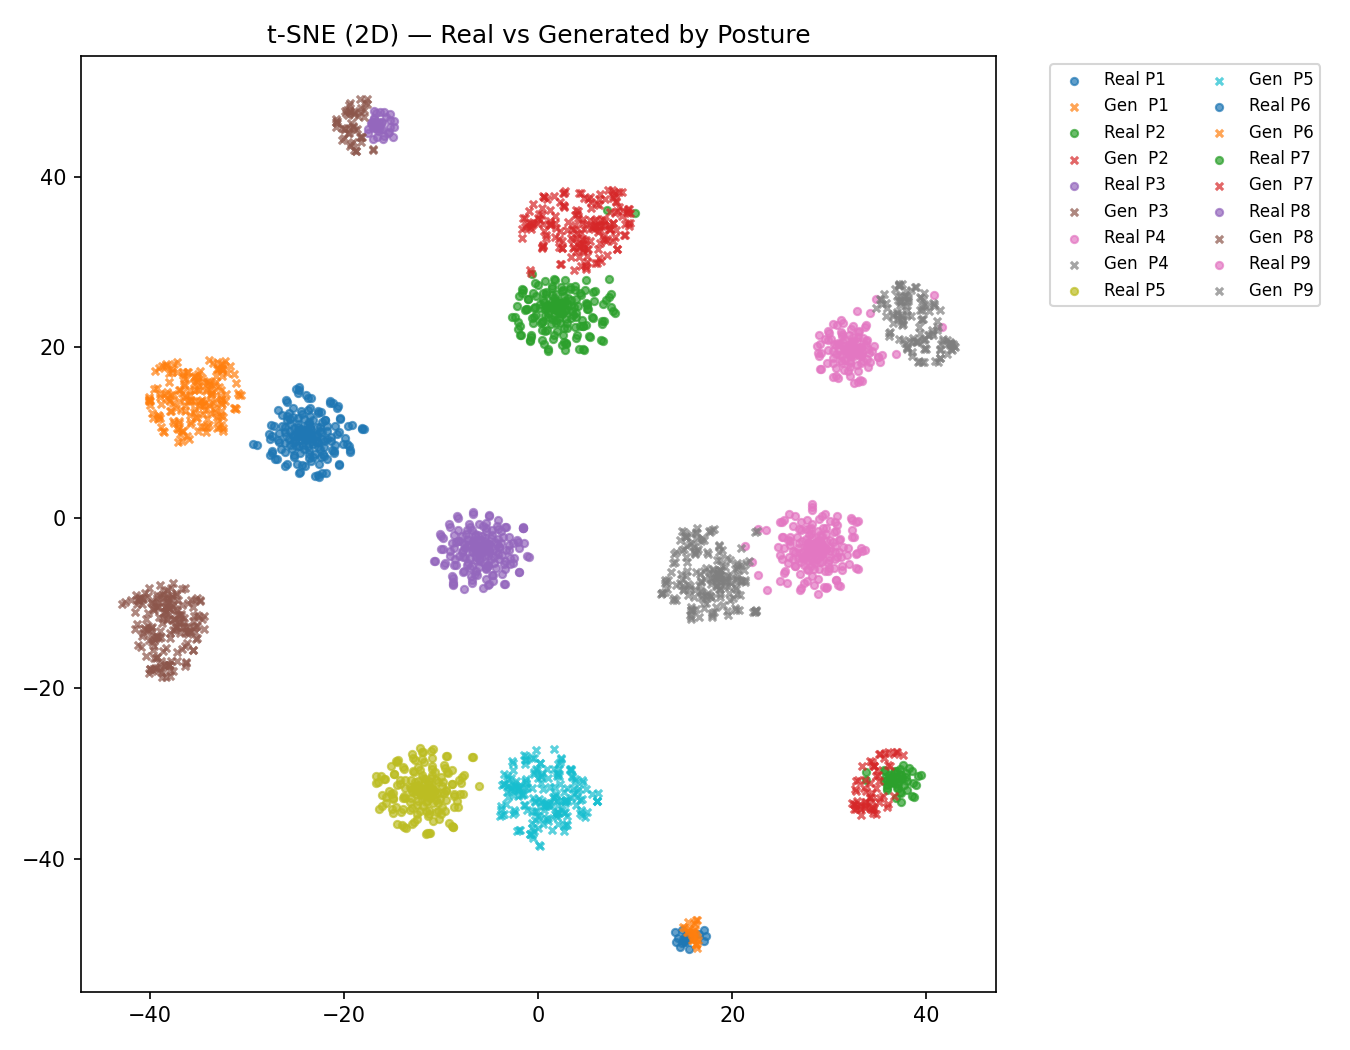 t-SNE (2D) — Real vs Generated by Posture
Real P1
Gen P1
Real P2
Gen P2
Real P3
Gen P3
Real P4
Gen P4
Real P5
Gen P5
Real P6
Gen P6
Real P7
Gen P7
Real P8
Gen P8
Real P9
Gen P9
40
20
0
−20
−40
−40
−20
0
20
40